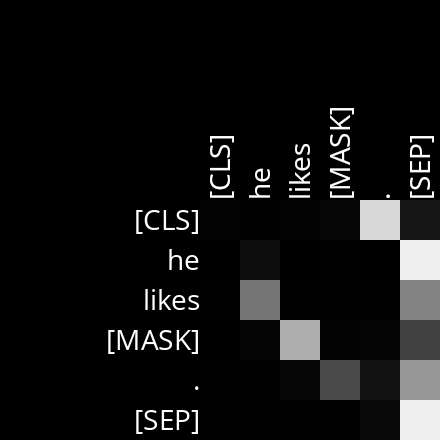 [CLS]
he
likes
[MASK]
.
[SEP]
[CLS]
he
likes
[MASK]
.
[SEP]